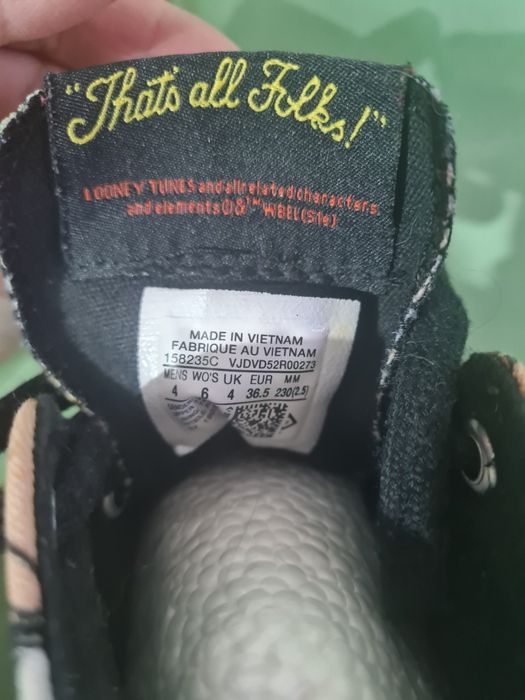 "That's all Folks!"
LOONEY TUNES and all related characters
and elements © & ™ WBEI (s16)
MADE IN VIETNAM
FABRIQUE AU VIETNAM
158235C VJDVD52R00273
MENS WO'S UK EUR MM
4 6 4 36.5 230(2.5)